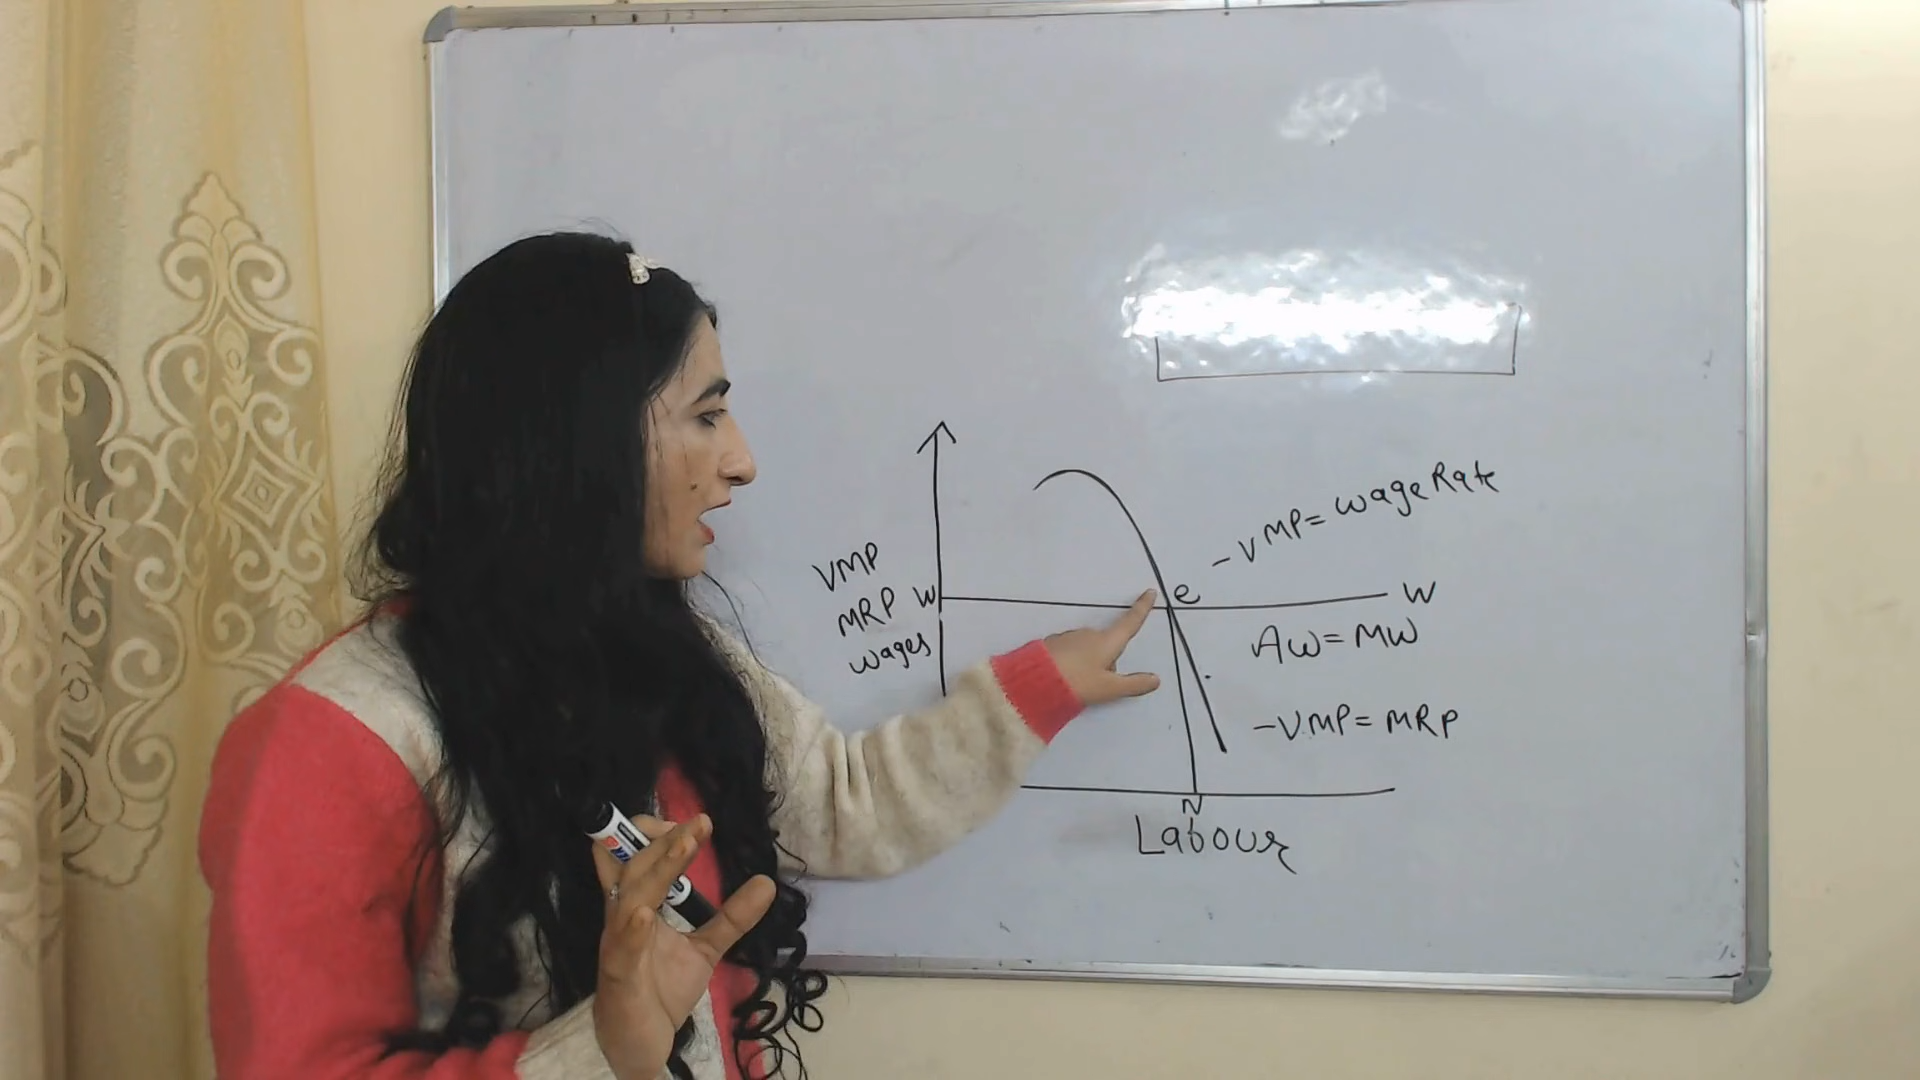 - VMP = wage Rate
VMP
MRP
wages
W
e
W
AW = MW
- VMP = MRP
N
Labour